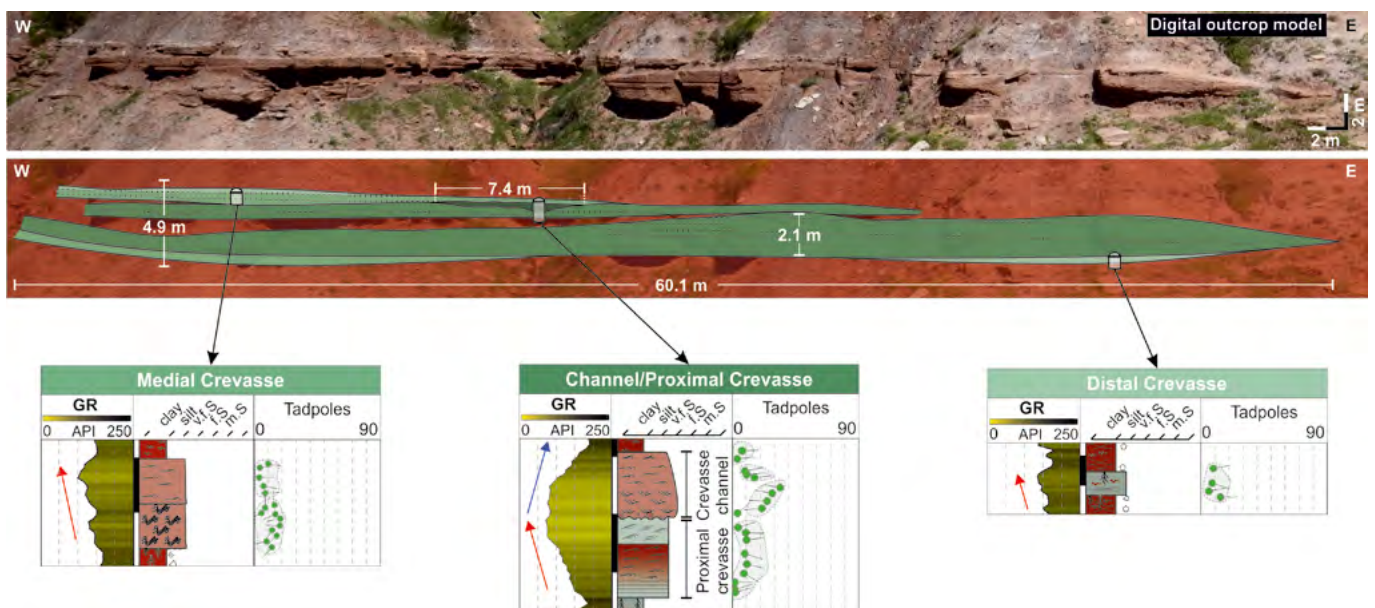 W
Digital outcrop model
E
2 m
2 m
W
E
7.4 m
4.9 m
2.1 m
60.1 m
Medial Crevasse
GR
0 API 250
clay
silt
v.f.S
f.S
m.S
Tadpoles
0 90
Channel/Proximal Crevasse
GR
0 API 250
clay
silt
v.f.S
f.S
m.S
Tadpoles
0 90
Crevasse channel
Proximal crevasse
Distal Crevasse
GR
0 API 250
clay
silt
v.f.S
f.S
m.S
Tadpoles
0 90